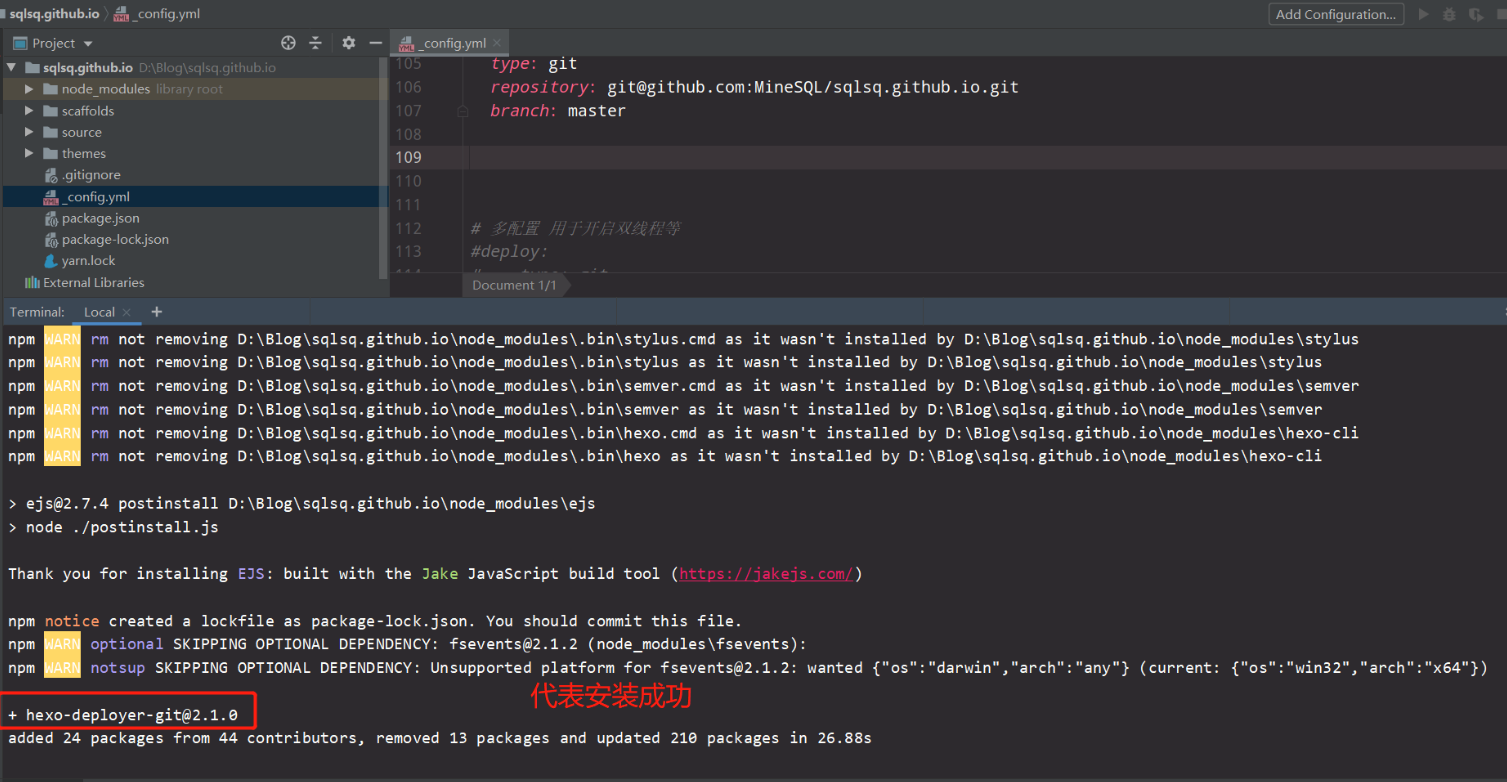 sqlsq.github.io _config.yml Add Configuration...
Project _config.yml
sqlsq.github.io D:\Blog\sqlsq.github.io
node_modules library root
scaffolds
source
themes
.gitignore
_config.yml
package.json
package-lock.json
yarn.lock
External Libraries
105 type: git
106 repository: git@github.com:MineSQL/sqlsq.github.io.git
107 branch: master
108
109
110
111
112 # 多配置 用于开启双线程等
113 #deploy:
114 # type: git
Document 1/1
Terminal: Local +
npm WARN rm not removing D:\Blog\sqlsq.github.io\node_modules\.bin\stylus.cmd as it wasn't installed by D:\Blog\sqlsq.github.io\node_modules\stylus
npm WARN rm not removing D:\Blog\sqlsq.github.io\node_modules\.bin\stylus as it wasn't installed by D:\Blog\sqlsq.github.io\node_modules\stylus
npm WARN rm not removing D:\Blog\sqlsq.github.io\node_modules\.bin\semver.cmd as it wasn't installed by D:\Blog\sqlsq.github.io\node_modules\semver
npm WARN rm not removing D:\Blog\sqlsq.github.io\node_modules\.bin\semver as it wasn't installed by D:\Blog\sqlsq.github.io\node_modules\semver
npm WARN rm not removing D:\Blog\sqlsq.github.io\node_modules\.bin\hexo.cmd as it wasn't installed by D:\Blog\sqlsq.github.io\node_modules\hexo-cli
npm WARN rm not removing D:\Blog\sqlsq.github.io\node_modules\.bin\hexo as it wasn't installed by D:\Blog\sqlsq.github.io\node_modules\hexo-cli
> ejs@2.7.4 postinstall D:\Blog\sqlsq.github.io\node_modules\ejs
> node ./postinstall.js
Thank you for installing EJS: built with the Jake JavaScript build tool (https://jakejs.com/)
npm notice created a lockfile as package-lock.json. You should commit this file.
npm WARN optional SKIPPING OPTIONAL DEPENDENCY: fsevents@2.1.2 (node_modules\fsevents):
npm WARN notsup SKIPPING OPTIONAL DEPENDENCY: Unsupported platform for fsevents@2.1.2: wanted {"os":"darwin","arch":"any"} (current: {"os":"win32","arch":"x64"})
代表安装成功
+ hexo-deployer-git@2.1.0
added 24 packages from 44 contributors, removed 13 packages and updated 210 packages in 26.88s